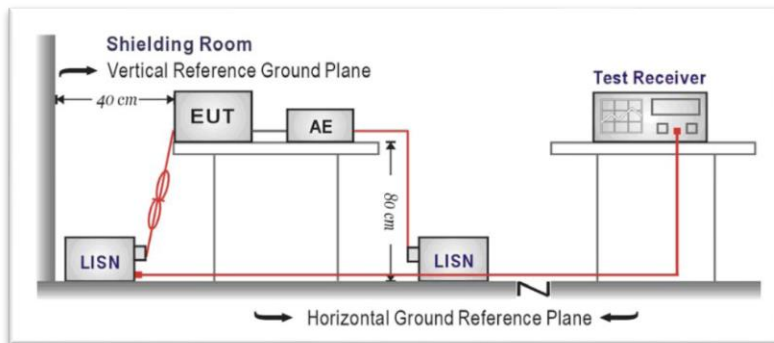 Shielding Room
Vertical Reference Ground Plane
40 cm
EUT
AE
Test Receiver
80 cm
LISN
LISN
Horizontal Ground Reference Plane